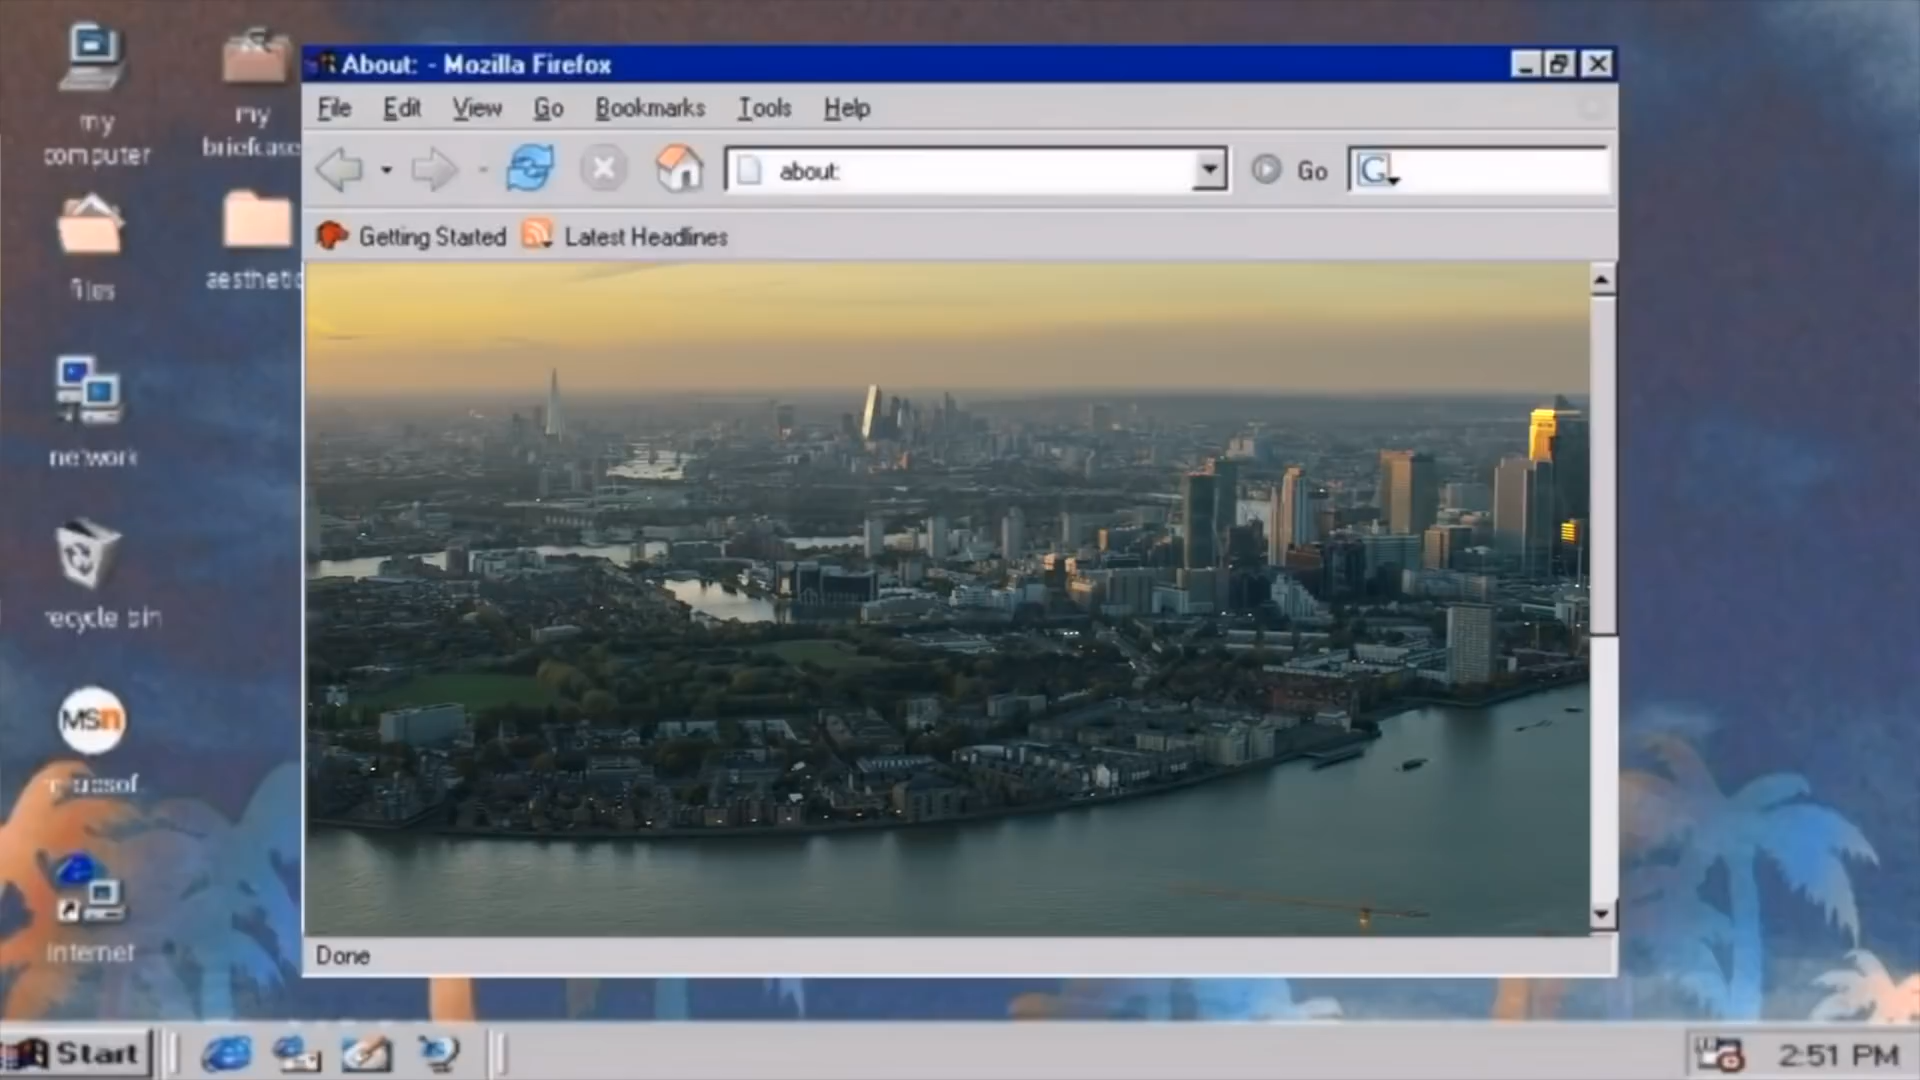 my
computer
my
briefcase
files
aesthetic
network
recycle bin
MSn
internet
About: - Mozilla Firefox
File Edit View Go Bookmarks Tools Help
about:
Go
G
Getting Started Latest Headlines
Done
Start
2:51 PM